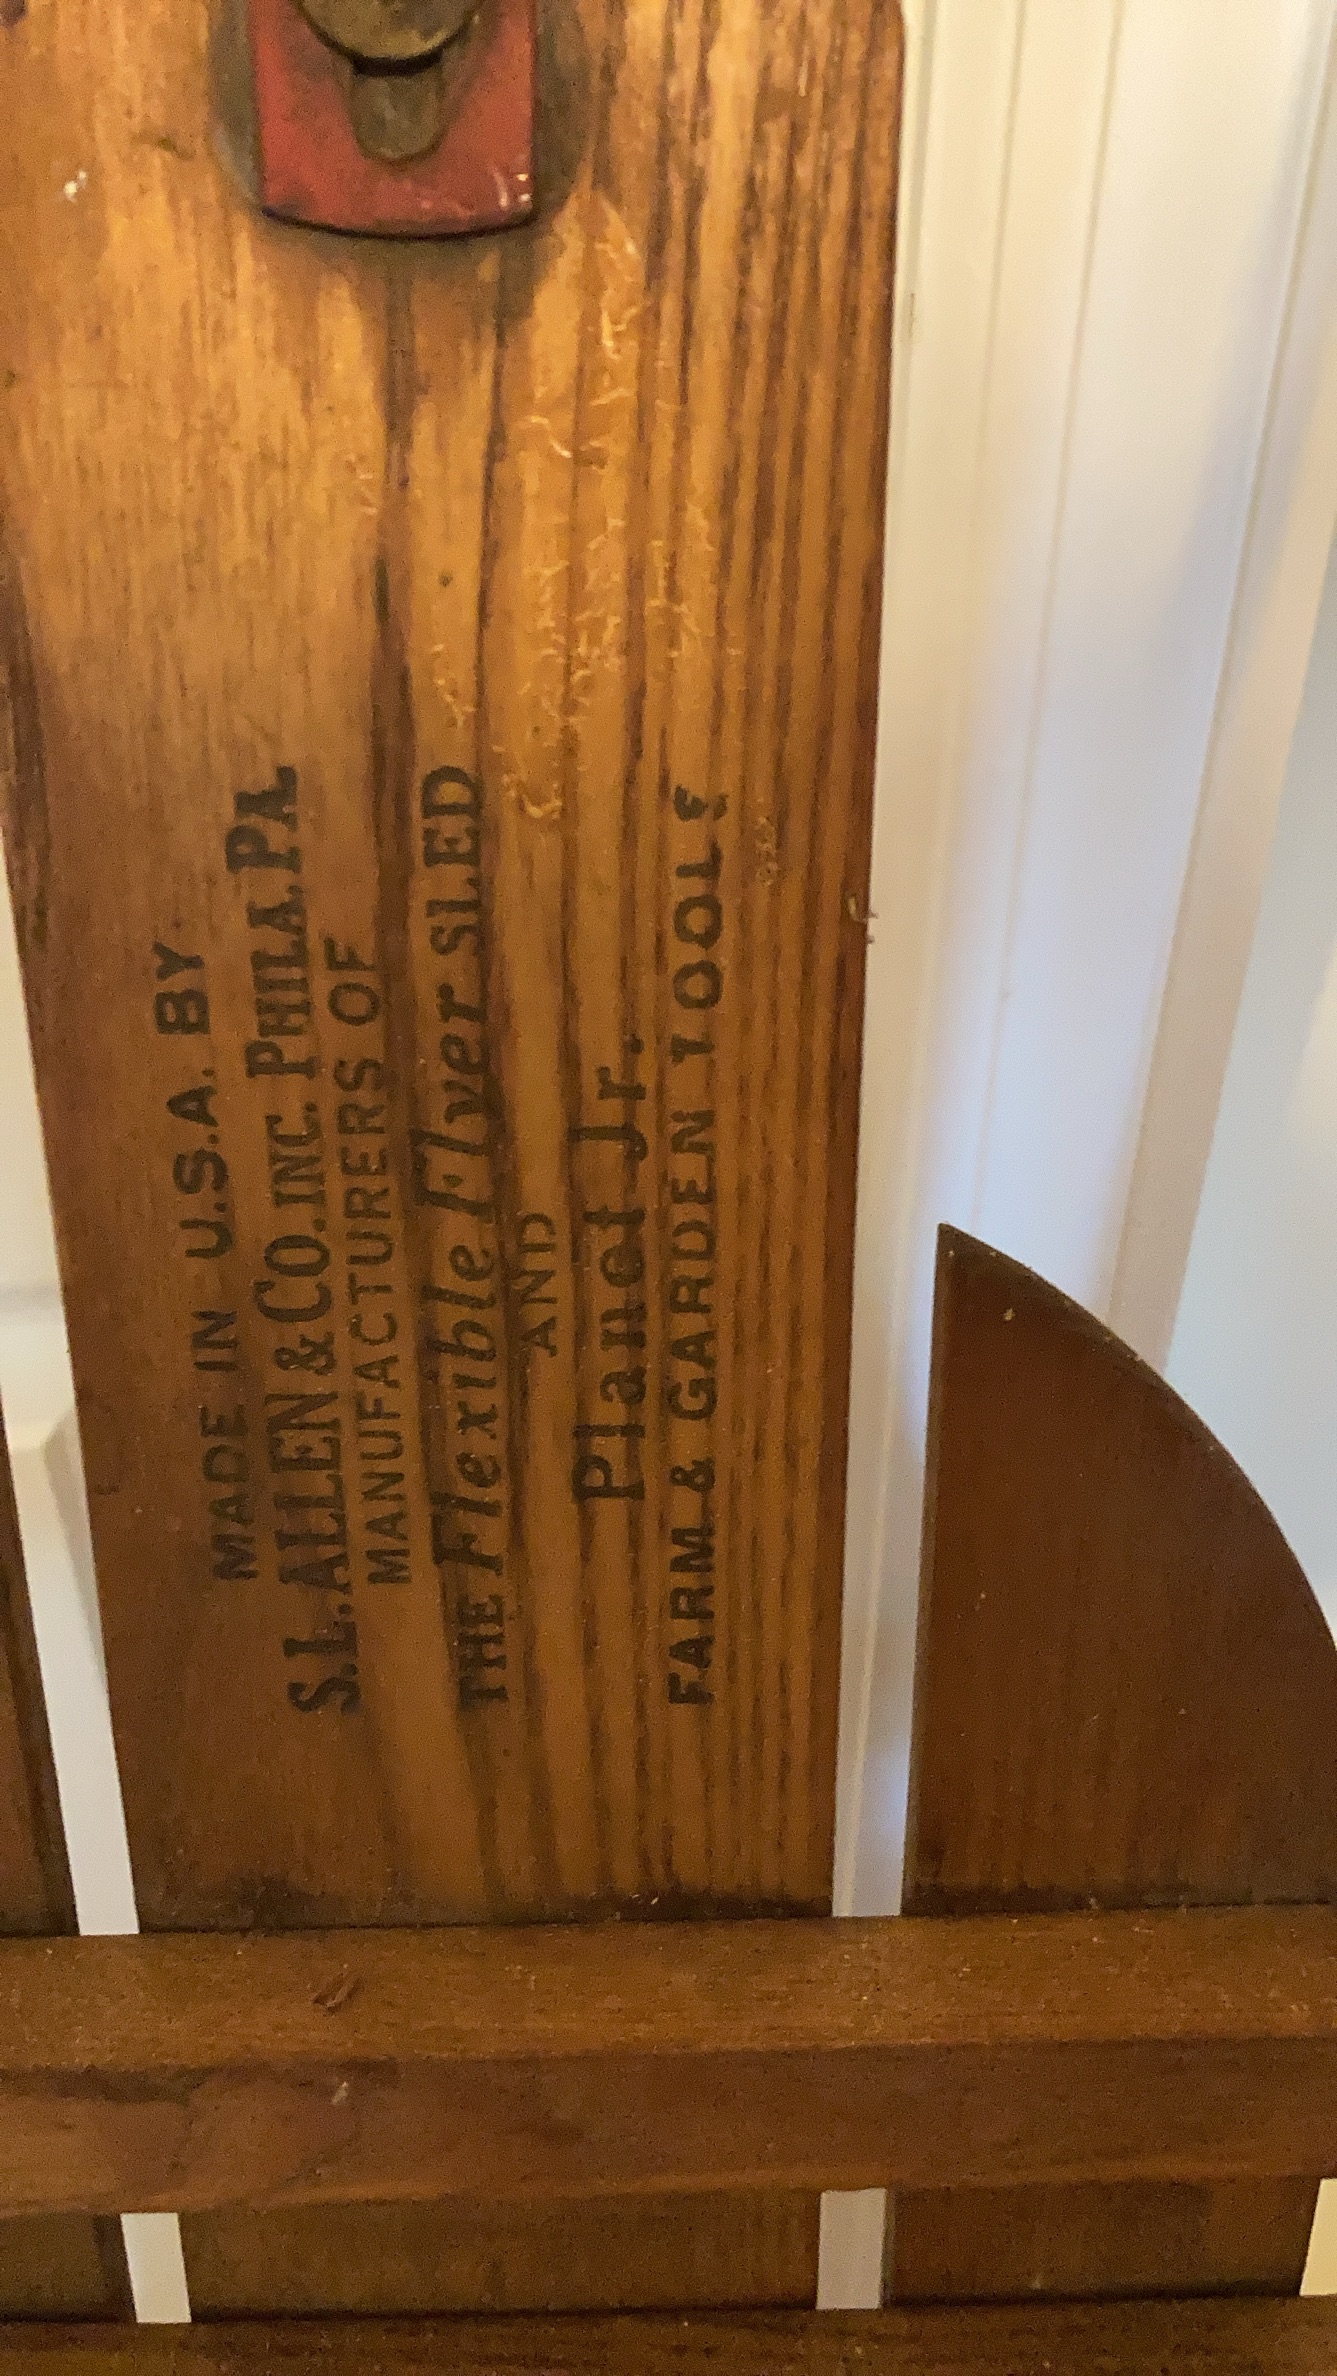 MADE IN U.S.A. BY
S.L. ALLEN & CO. INC. PHILA. PA.
MANUFACTURERS OF
THE Flexible Flyer SLED
AND
Planet Jr.
FARM & GARDEN TOOLS